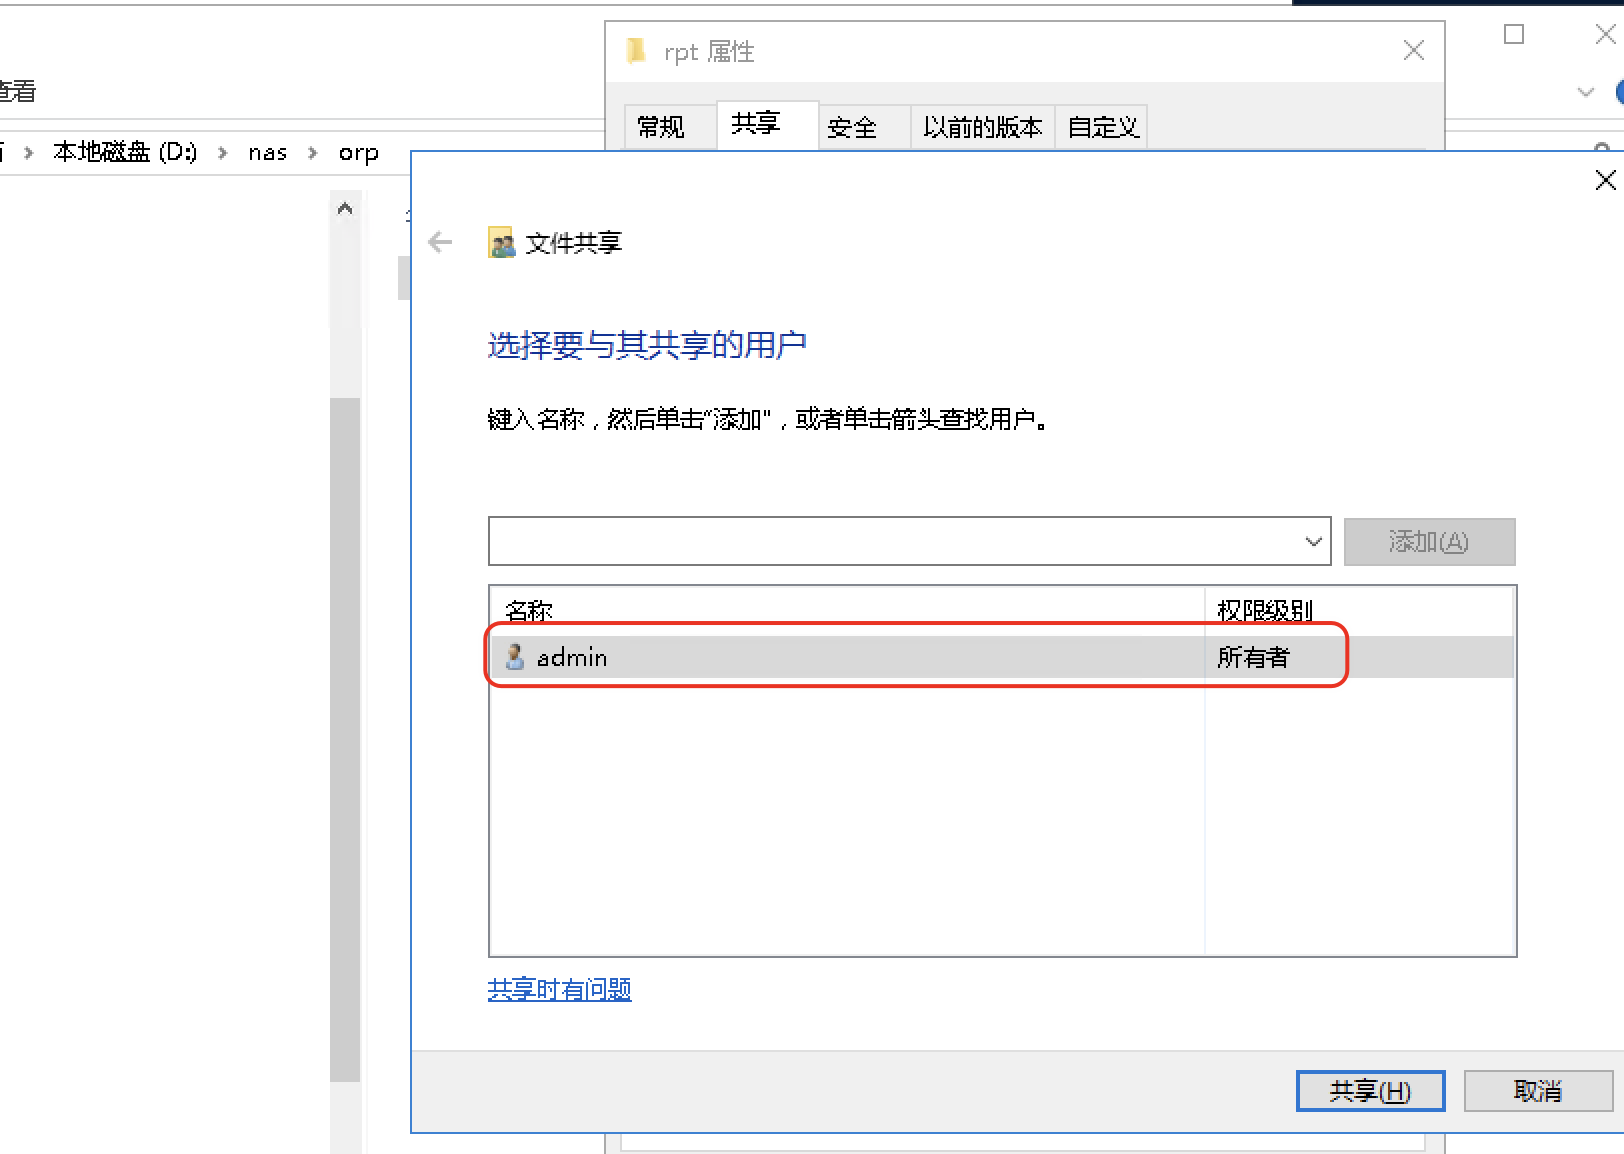 rpt 属性
查看
常规 共享 安全 以前的版本 自定义
本地磁盘 (D:) › nas › orp
文件共享
选择要与其共享的用户
键入名称，然后单击“添加"，或者单击箭头查找用户。
添加(A)
名称 权限级别
admin 所有者
共享时有问题
共享(H) 取消